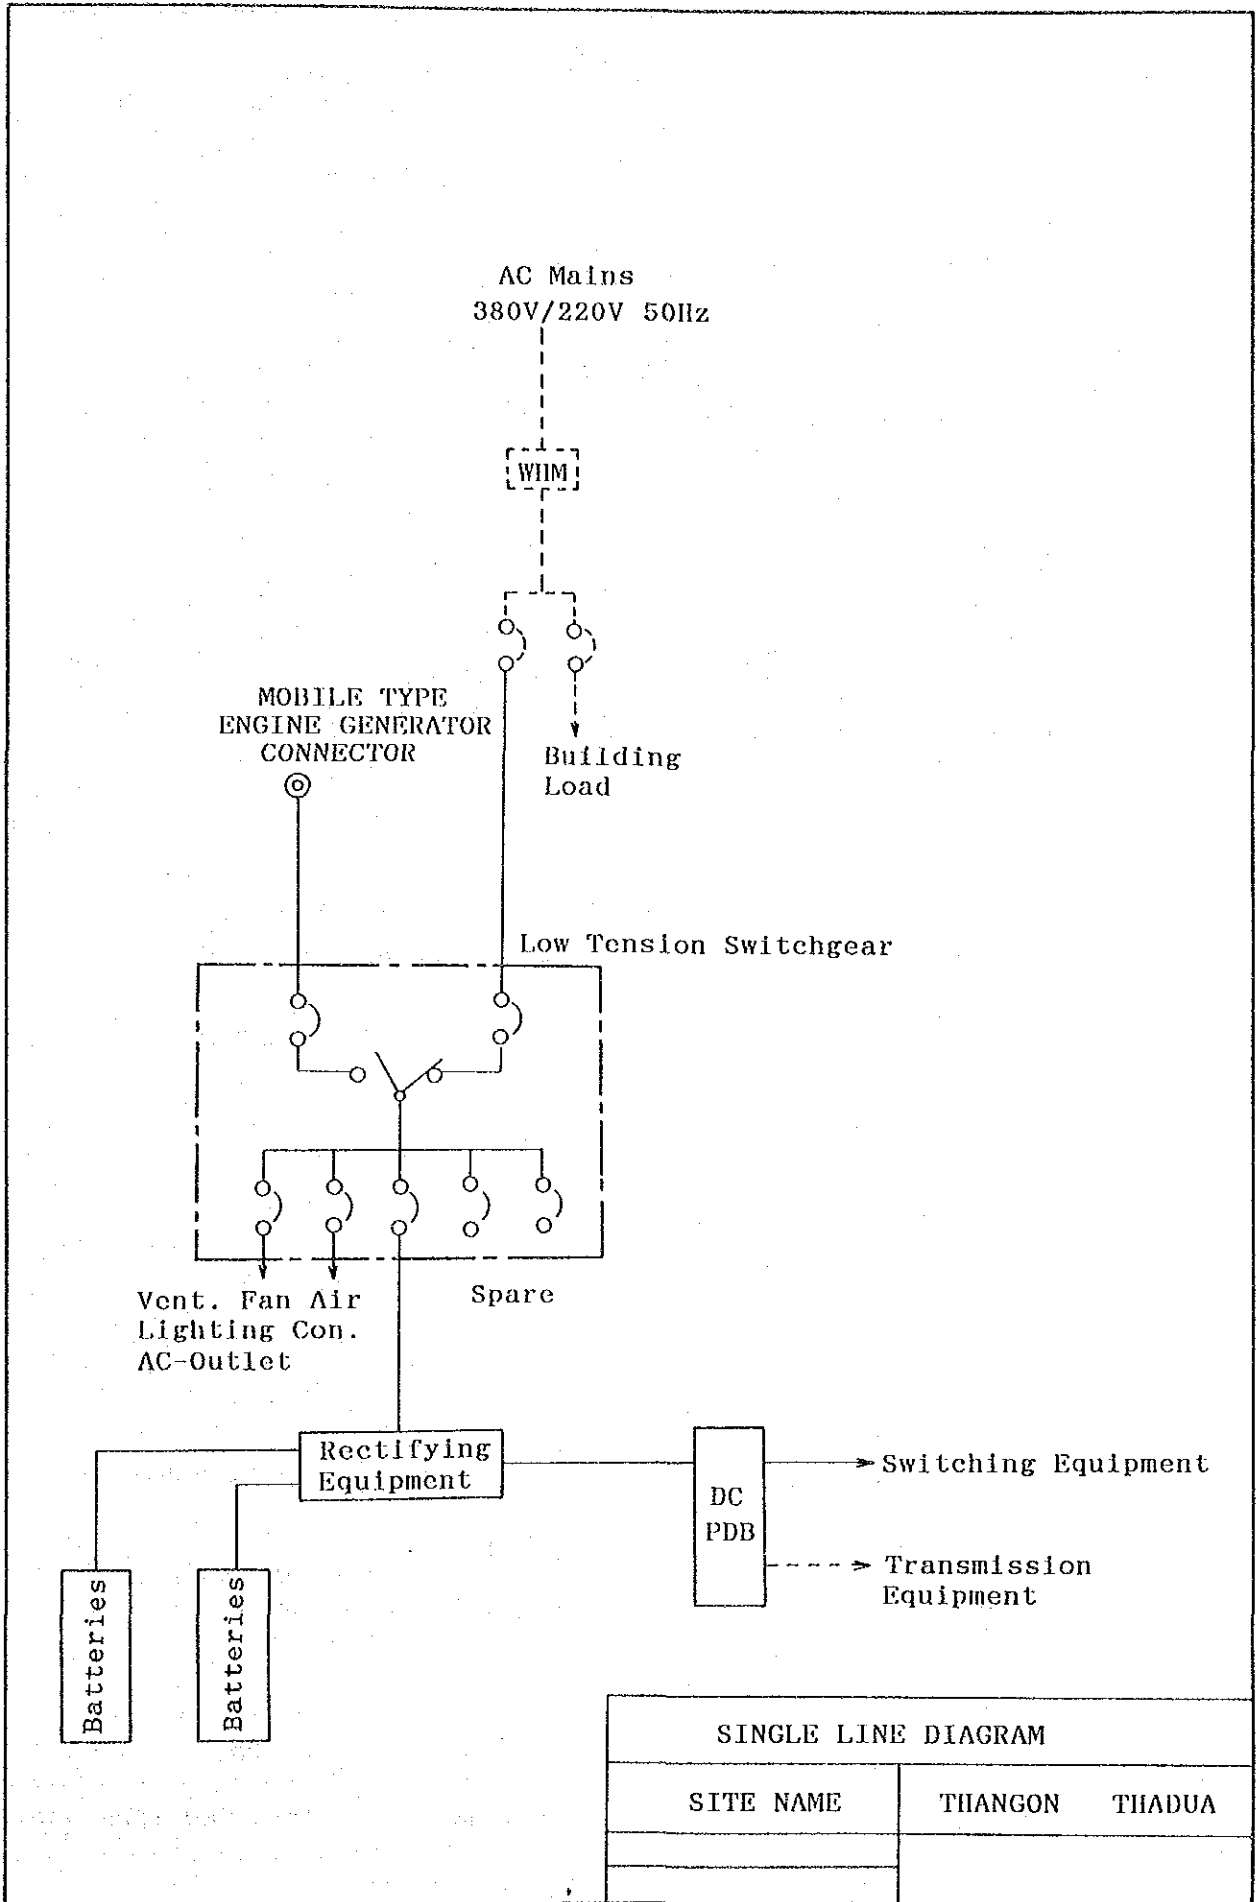 AC Mains
380V/220V 50Hz
WHM
MOBILE TYPE
ENGINE GENERATOR
CONNECTOR
Building
Load
Low Tension Switchgear
Vent. Fan Air
Lighting Con.
AC-Outlet
Spare
Rectifying
Equipment
DC
PDB
Switching Equipment
Transmission
Equipment
Batteries
Batteries
SINGLE LINE DIAGRAM
SITE NAME
THANGON THADUA